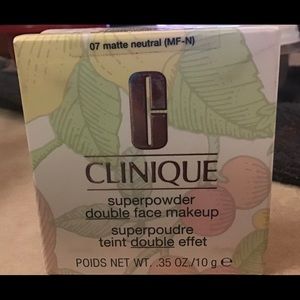 07 matte neutral (MF-N)
C
CLINIQUE
superpowder
double face makeup
superpoudre
teint double effet
POIDS NET WT. .35 OZ./10 g ℮